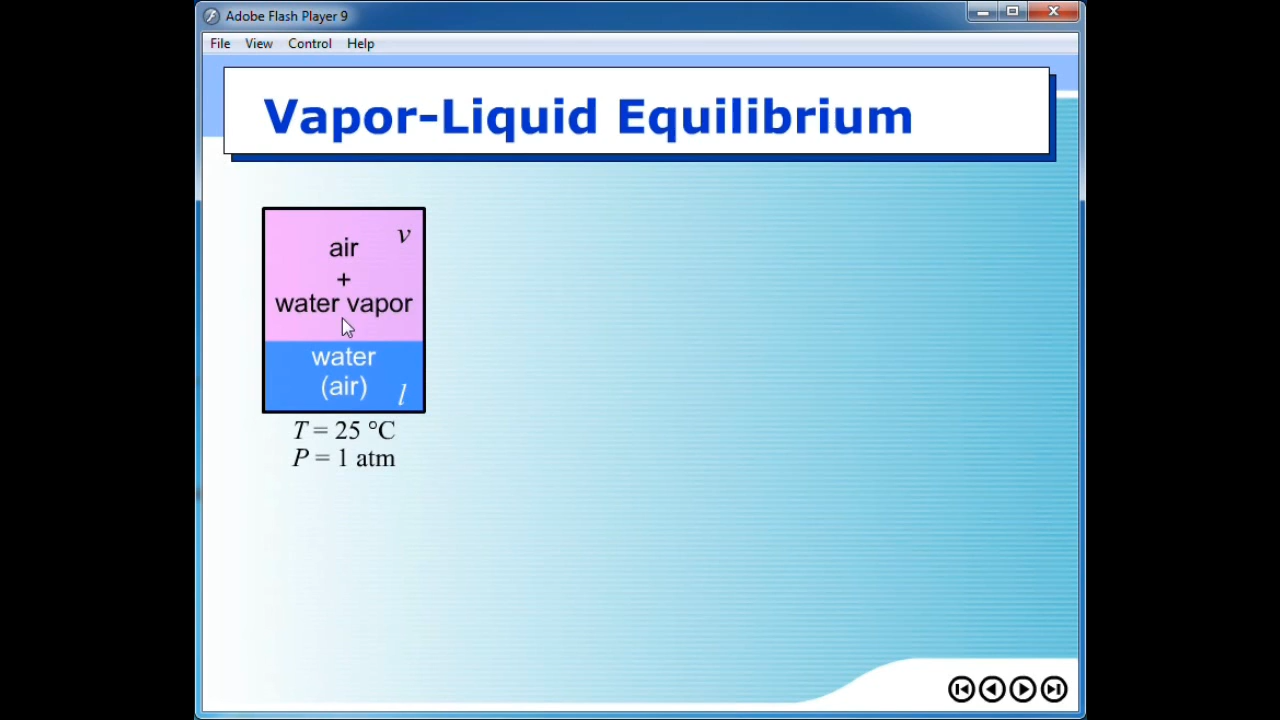 Adobe Flash Player 9
File View Control Help
Vapor-Liquid Equilibrium
air
v
+
water vapor
water
(air)
l
T = 25 °C
P = 1 atm